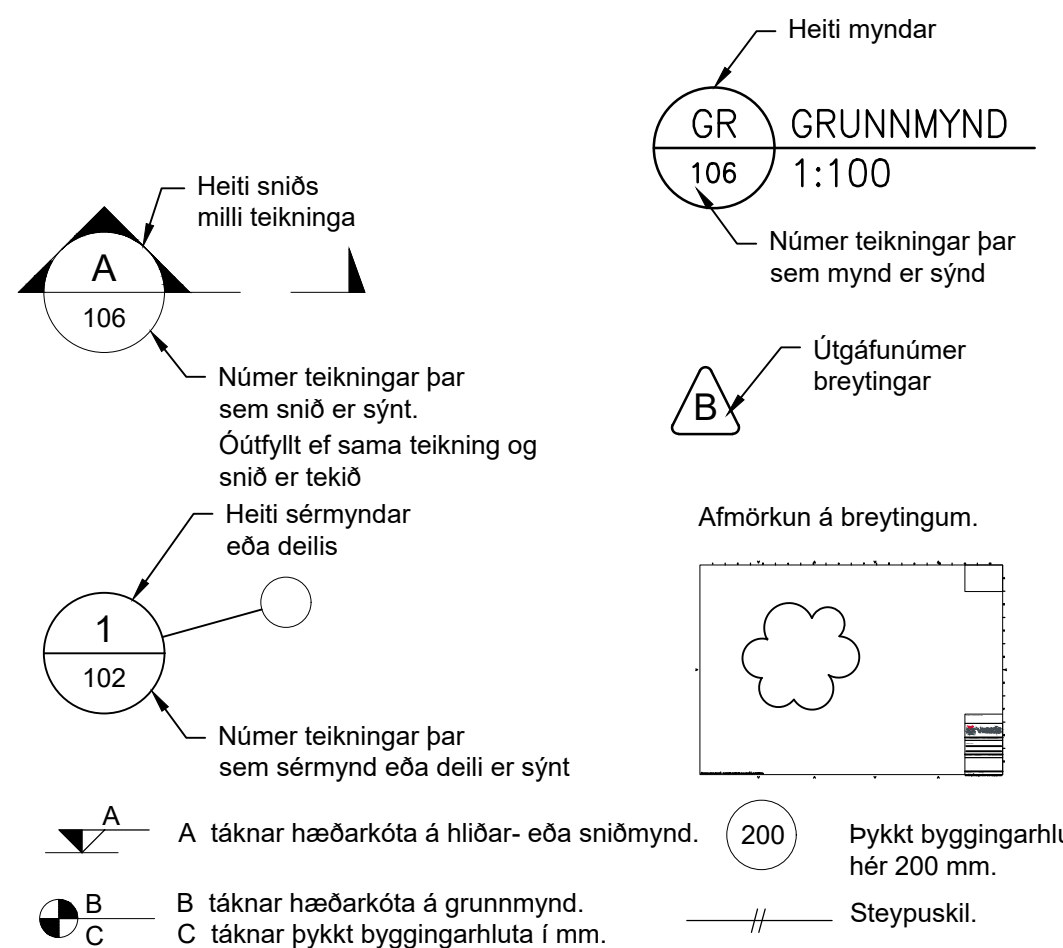 Heiti myndar
GR GRUNNMYND
106 1:100
Númer teikningar þar
sem mynd er sýnd
Heiti sniðs
milli teikninga
A
106
Númer teikningar þar
sem snið er sýnt.
Óútfyllt ef sama teikning og
snið er tekið
Útgáfunúmer
breytingar
B
Heiti sérmyndar
eða deilis
1
102
Númer teikningar þar
sem sérmynd eða deili er sýnt
Afmörkun á breytingum.
A
A táknar hæðarkóta á hliðar- eða sniðmynd.
B
C
B táknar hæðarkóta á grunnmynd.
C táknar þykkt byggingarhluta í mm.
200
Þykkt byggingarhlu
hér 200 mm.
Steypuskil.